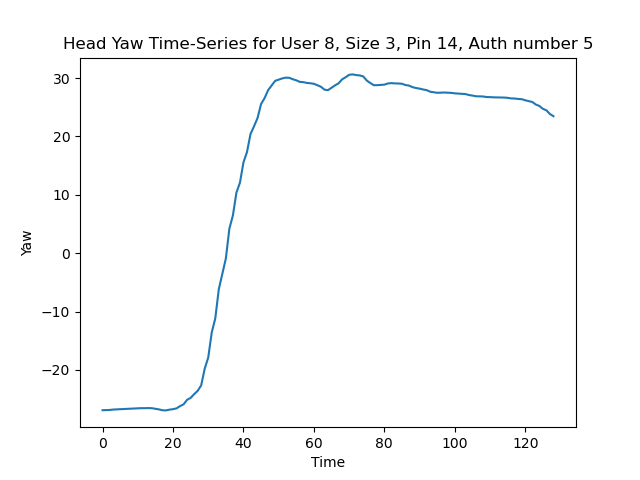 Head Yaw Time-Series for User 8, Size 3, Pin 14, Auth number 5
30
20
10
0
−10
−20
Yaw
0 20 40 60 80 100 120
Time